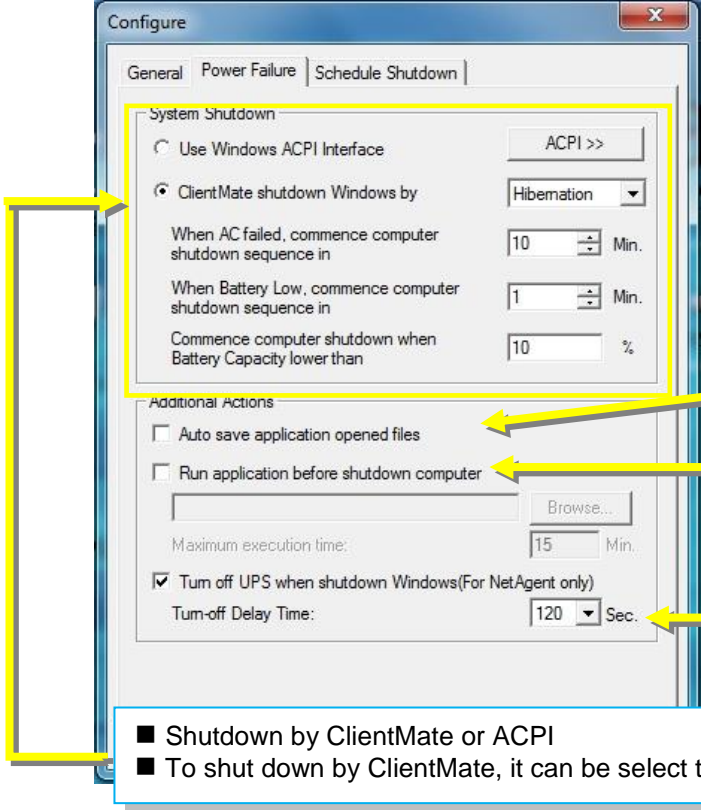 Configure
General Power Failure Schedule Shutdown
System Shutdown
Use Windows ACPI Interface ACPI >>
ClientMate shutdown Windows by Hibernation
When AC failed, commence computer
shutdown sequence in 10 Min.
When Battery Low, commence computer
shutdown sequence in 1 Min.
Commence computer shutdown when
Battery Capacity lower than 10 %
Additional Actions
Auto save application opened files
Run application before shutdown computer
Browse...
Maximum execution time: 15 Min.
Turn off UPS when shutdown Windows(For NetAgent only)
Turn-off Delay Time: 120 Sec.
■ Shutdown by ClientMate or ACPI
■ To shut down by ClientMate, it can be select